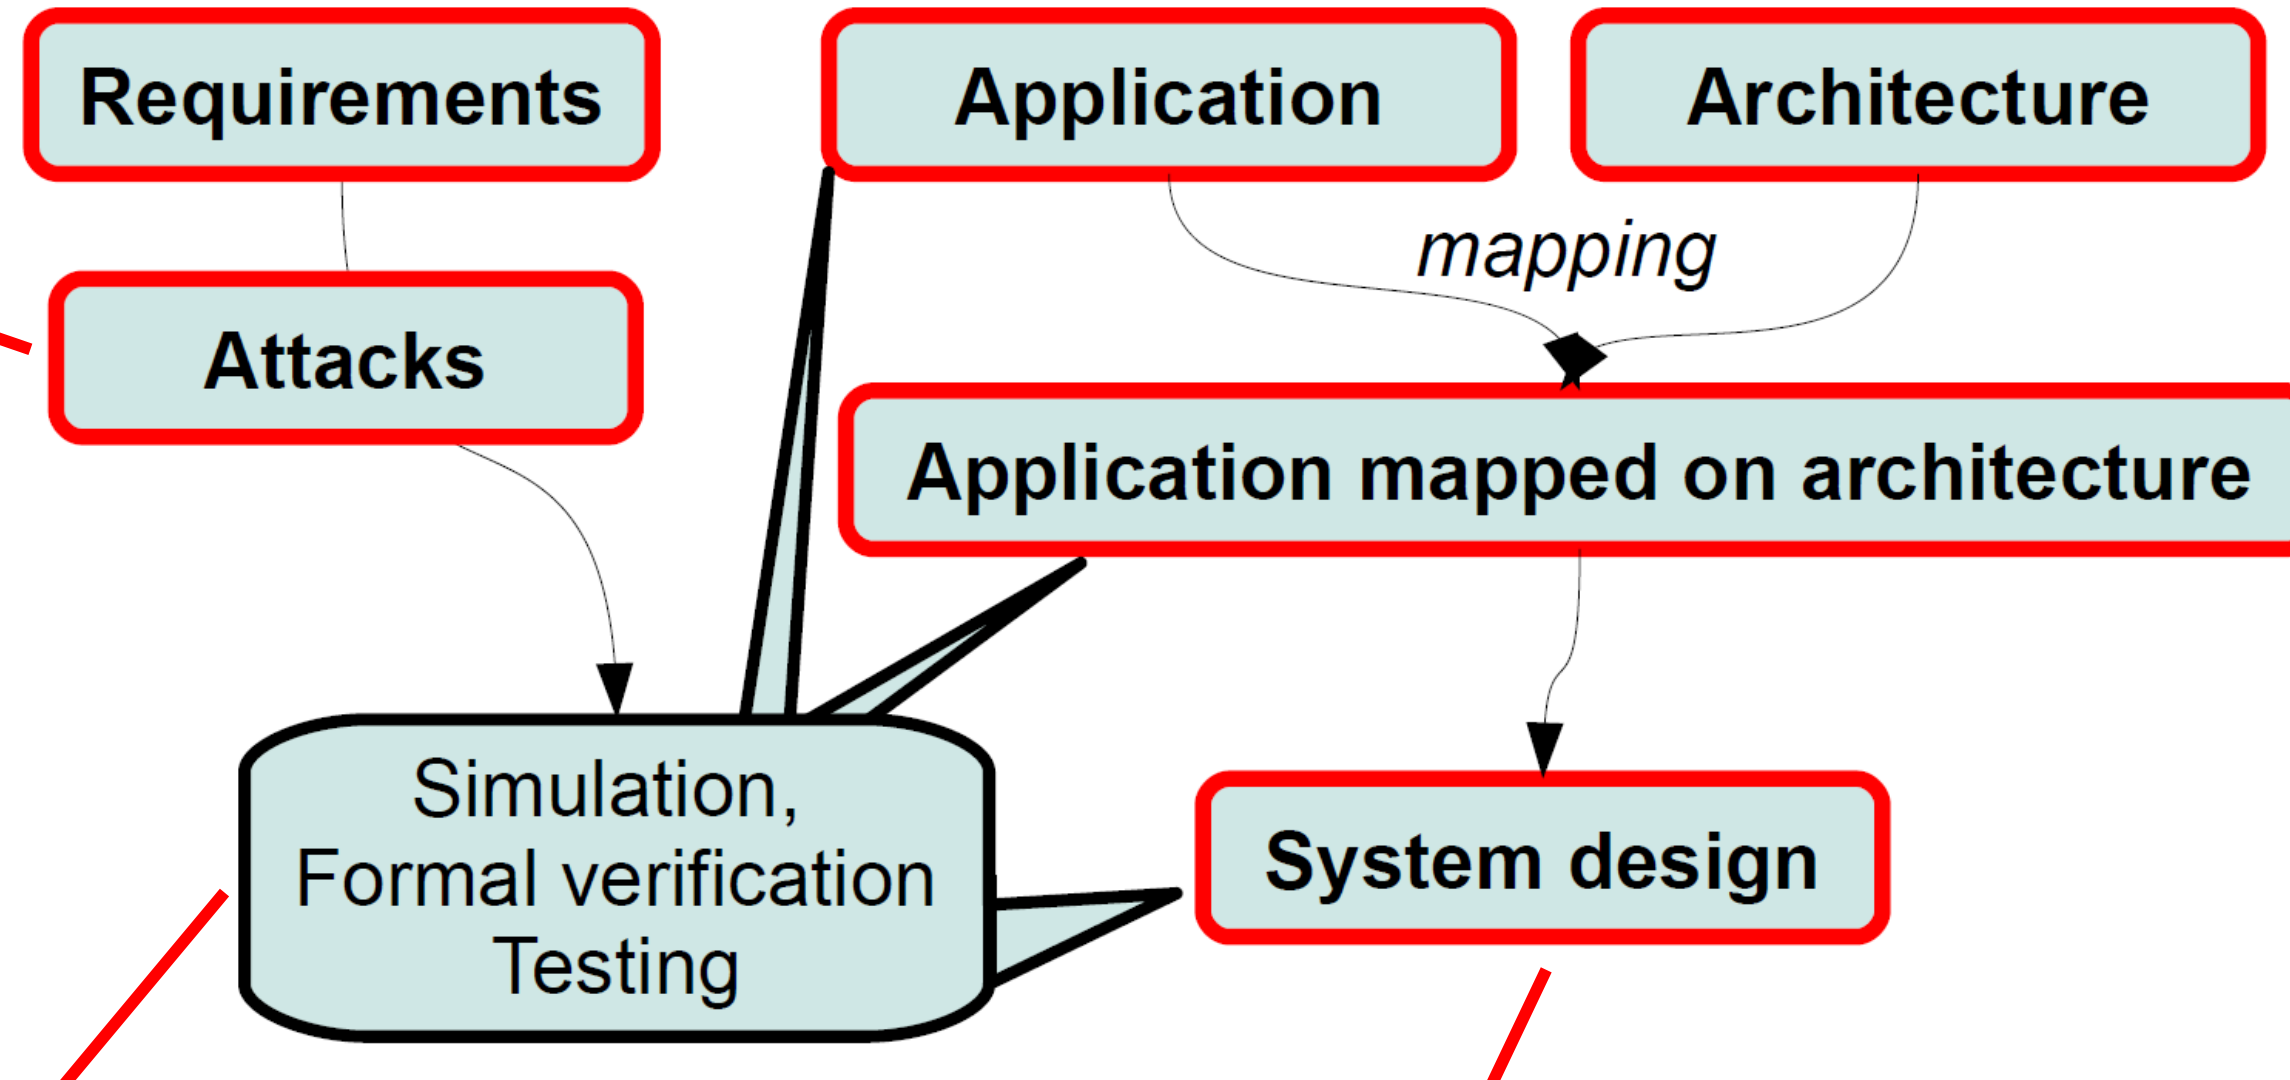 Requirements
Application
Architecture
mapping
Attacks
Application mapped on architecture
Simulation,
Formal verification
Testing
System design